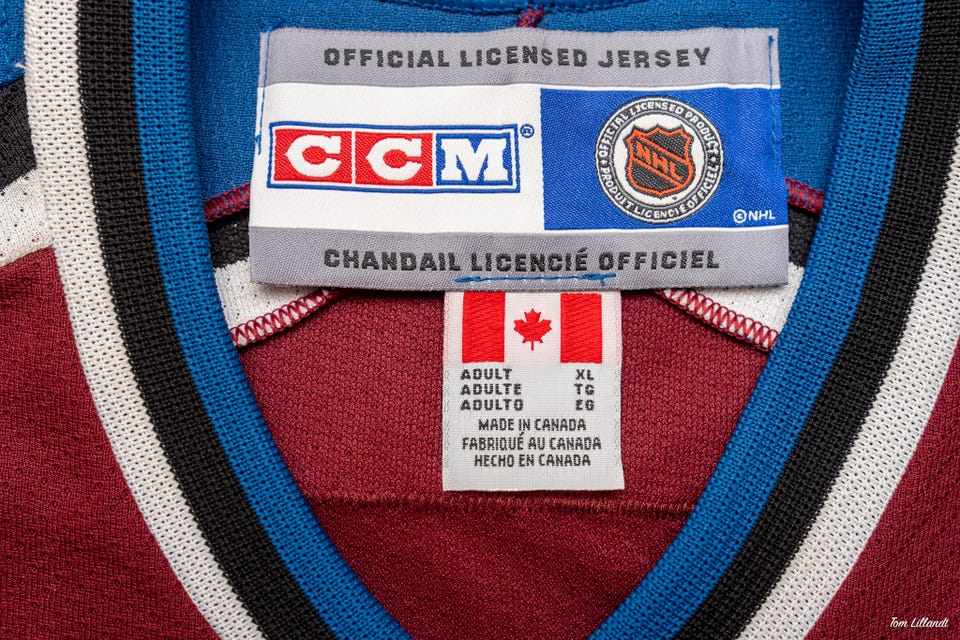 OFFICIAL LICENSED JERSEY
CCM®
OFFICIAL LICENSED PRODUCT
NHL
PRODUIT LICENCIÉ OFFICIEL
©NHL
CHANDAIL LICENCIÉ OFFICIEL
ADULT XL
ADULTE TG
ADULTO EG
MADE IN CANADA
FABRIQUÉ AU CANADA
HECHO EN CANADA
Tom Lillandt